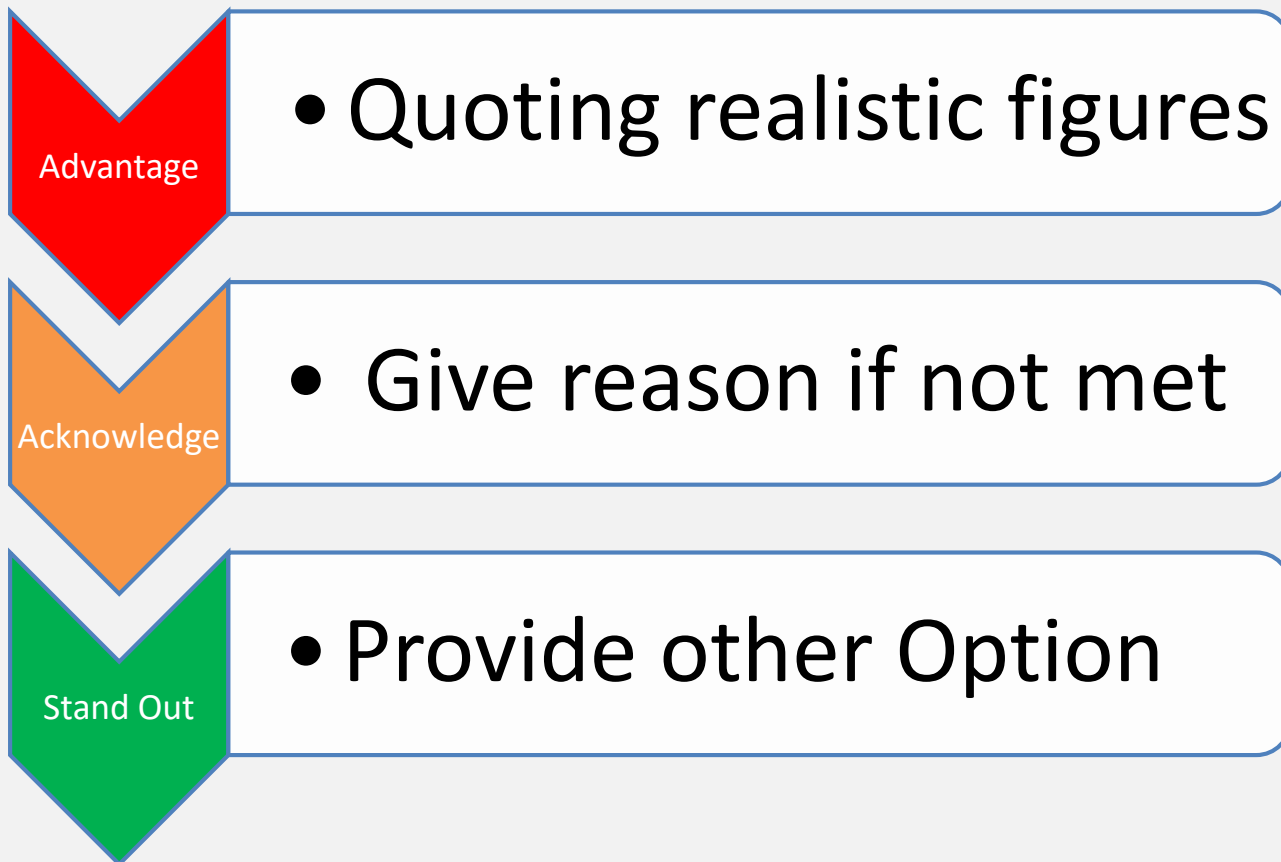 Advantage
• Quoting realistic figures
Acknowledge
• Give reason if not met
Stand Out
• Provide other Option